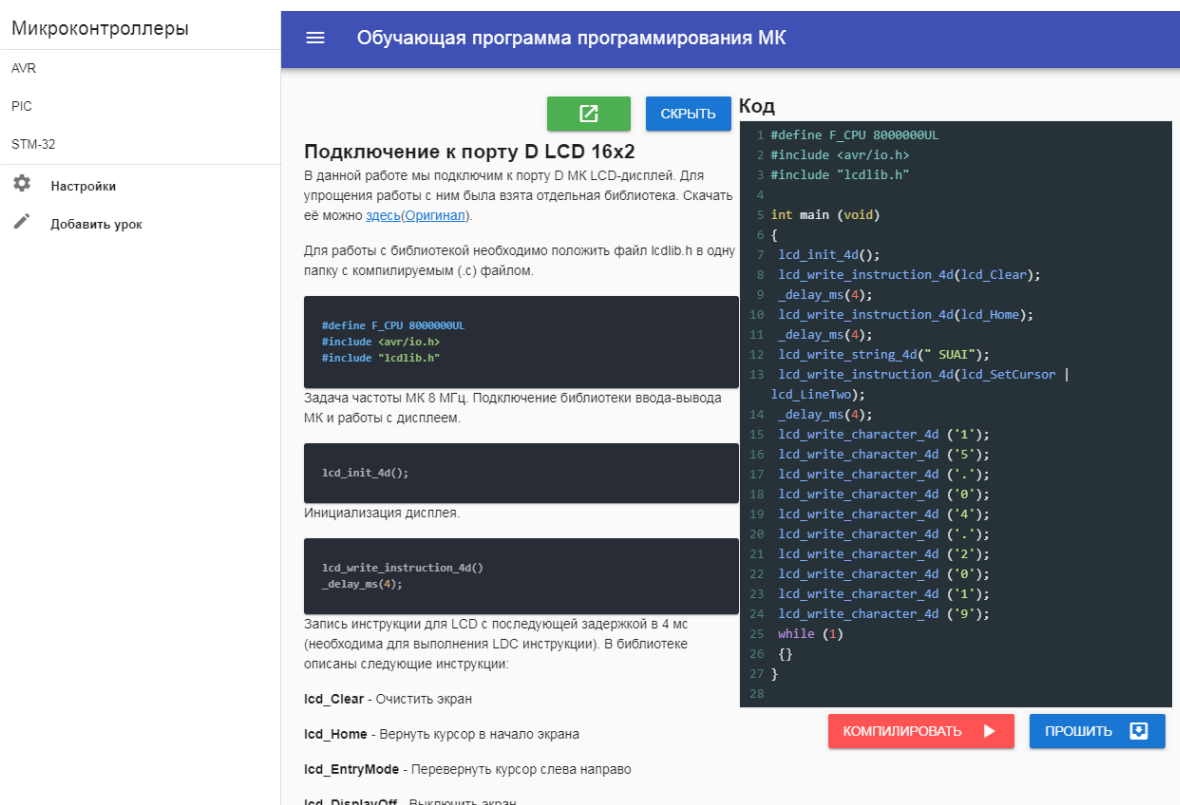 Микроконтроллеры
AVR
PIC
STM-32
Настройки
Добавить урок
Обучающая программа программирования МК
СКРЫТЬ
Подключение к порту D LCD 16x2
В данной работе мы подключим к порту D МК LCD-дисплей. Для
упрощения работы с ним была взята отдельная библиотека. Скачать
её можно здесь(Оригинал).
Для работы с библиотекой необходимо положить файл lcdlib.h в одну
папку с компилируемым (.c) файлом.
#define F_CPU 8000000UL
#include <avr/io.h>
#include "lcdlib.h"
Задача частоты МК 8 МГц. Подключение библиотеки ввода-вывода
МК и работы с дисплеем.
lcd_init_4d();
Инициализация дисплея.
lcd_write_instruction_4d()
_delay_ms(4);
Запись инструкции для LCD с последующей задержкой в 4 мс
(необходима для выполнения LDC инструкции). В библиотеке
описаны следующие инструкции:
lcd_Clear - Очистить экран
lcd_Home - Вернуть курсор в начало экрана
lcd_EntryMode - Перевернуть курсор слева направо
lcd_DisplayOff - Выключить экран
Код
1 #define F_CPU 8000000UL
2 #include <avr/io.h>
3 #include "lcdlib.h"
4
5 int main (void)
6 {
7 lcd_init_4d();
8 lcd_write_instruction_4d(lcd_Clear);
9 _delay_ms(4);
10 lcd_write_instruction_4d(lcd_Home);
11 _delay_ms(4);
12 lcd_write_string_4d(" SUAI");
13 lcd_write_instruction_4d(lcd_SetCursor |
lcd_LineTwo);
14 _delay_ms(4);
15 lcd_write_character_4d ('1');
16 lcd_write_character_4d ('5');
17 lcd_write_character_4d ('.');
18 lcd_write_character_4d ('0');
19 lcd_write_character_4d ('4');
20 lcd_write_character_4d ('.');
21 lcd_write_character_4d ('2');
22 lcd_write_character_4d ('0');
23 lcd_write_character_4d ('1');
24 lcd_write_character_4d ('9');
25 while (1)
26 {}
27 }
28
КОМПИЛИРОВАТЬ
ПРОШИТЬ